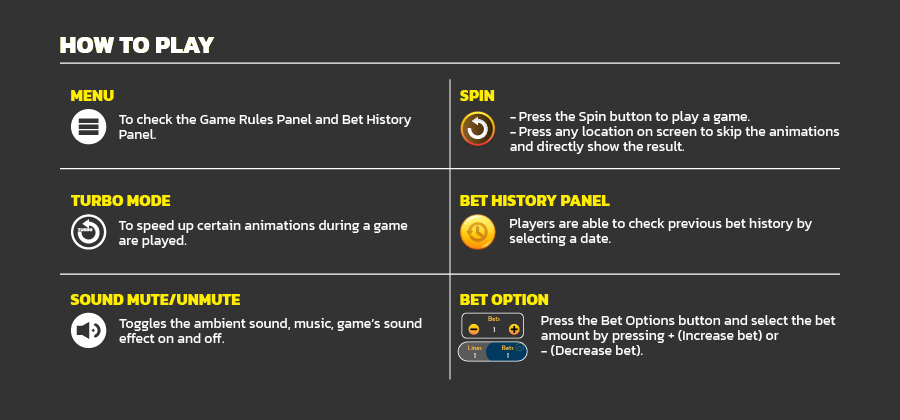 HOW TO PLAY
MENU
To check the Game Rules Panel and Bet History
Panel.
SPIN
- Press the Spin button to play a game.
- Press any location on screen to skip the animations
and directly show the result.
TURBO MODE
TURBO
To speed up certain animations during a game
are played.
BET HISTORY PANEL
Players are able to check previous bet history by
selecting a date.
SOUND MUTE/UNMUTE
Toggles the ambient sound, music, game's sound
effect on and off.
BET OPTION
Bets
1
Lines Bets
1 1
Press the Bet Options button and select the bet
amount by pressing + (Increase bet) or
- (Decrease bet).